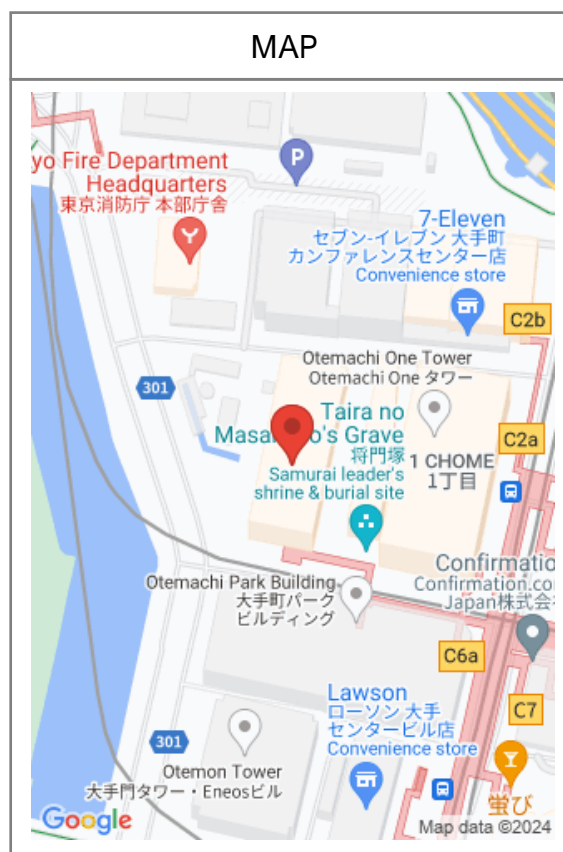 MAP
yo Fire Department
Headquarters
東京消防庁 本部庁舎
P
7-Eleven
セブン-イレブン 大手町
カンファレンスセンター店
Convenience store
C2b
Otemachi One Tower
Otemachi One タワー
301
Taira no
Grave
将門塚
Samurai leader's
shrine & burial site
C2a
1 CHOME
1丁目
Confirmatio
Confirmation.co
Japan株式会
Otemachi Park Building
大手町パーク
ビルディング
C6a
C7
Lawson
ローソン 大手
センタービル店
Convenience store
301
Otemon Tower
大手門タワー・Eneosビル
蛍び
Google
Map data ©2024